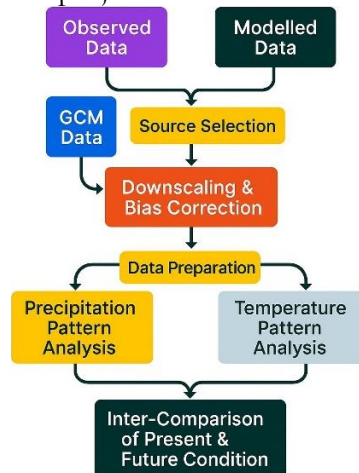 Observed
Data
Modelled
Data
GCM
Data
Source Selection
Downscaling &
Bias Correction
Data Preparation
Precipitation
Pattern
Analysis
Temperature
Pattern
Analysis
Inter-Comparison
of Present &
Future Condition